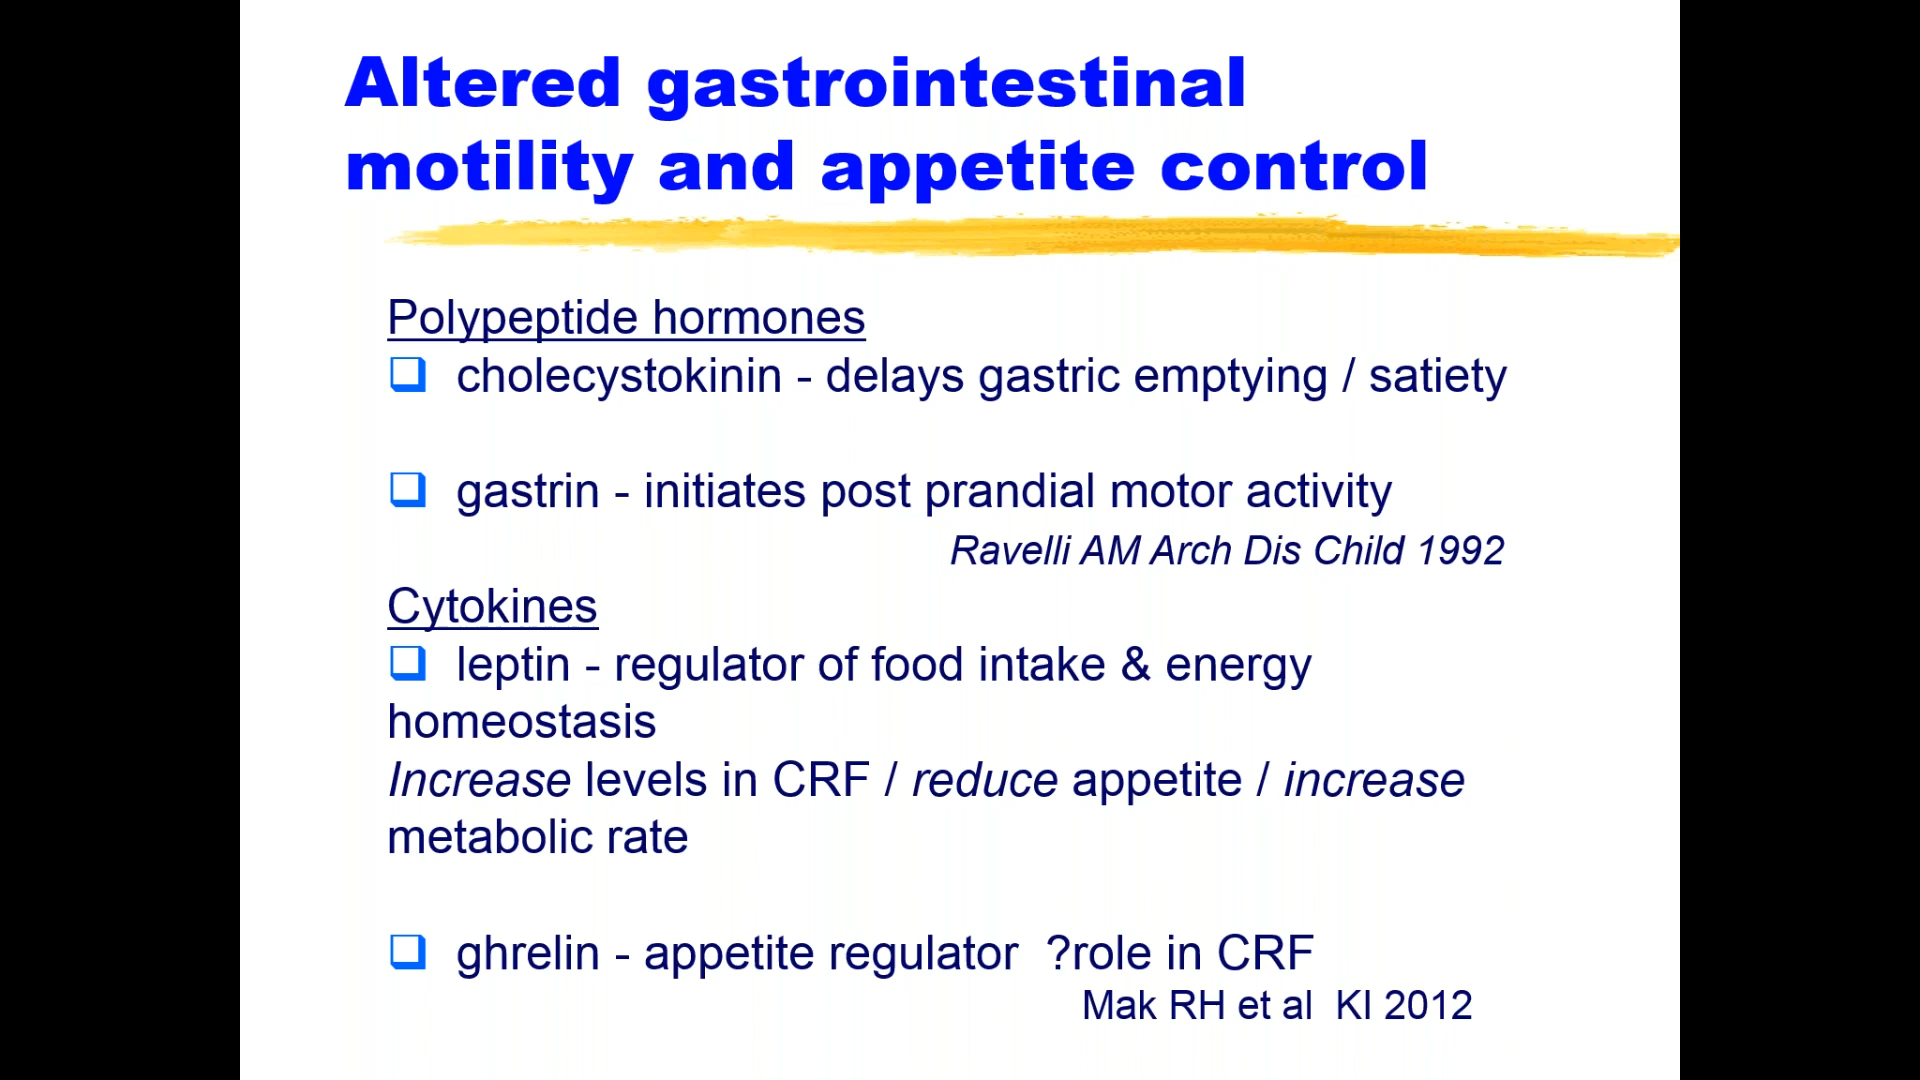 Altered gastrointestinal
motility and appetite control
Polypeptide hormones
❑ cholecystokinin - delays gastric emptying / satiety
❑ gastrin - initiates post prandial motor activity
Ravelli AM Arch Dis Child 1992
Cytokines
❑ leptin - regulator of food intake & energy
homeostasis
Increase levels in CRF / reduce appetite / increase
metabolic rate
❑ ghrelin - appetite regulator ?role in CRF
Mak RH et al KI 2012